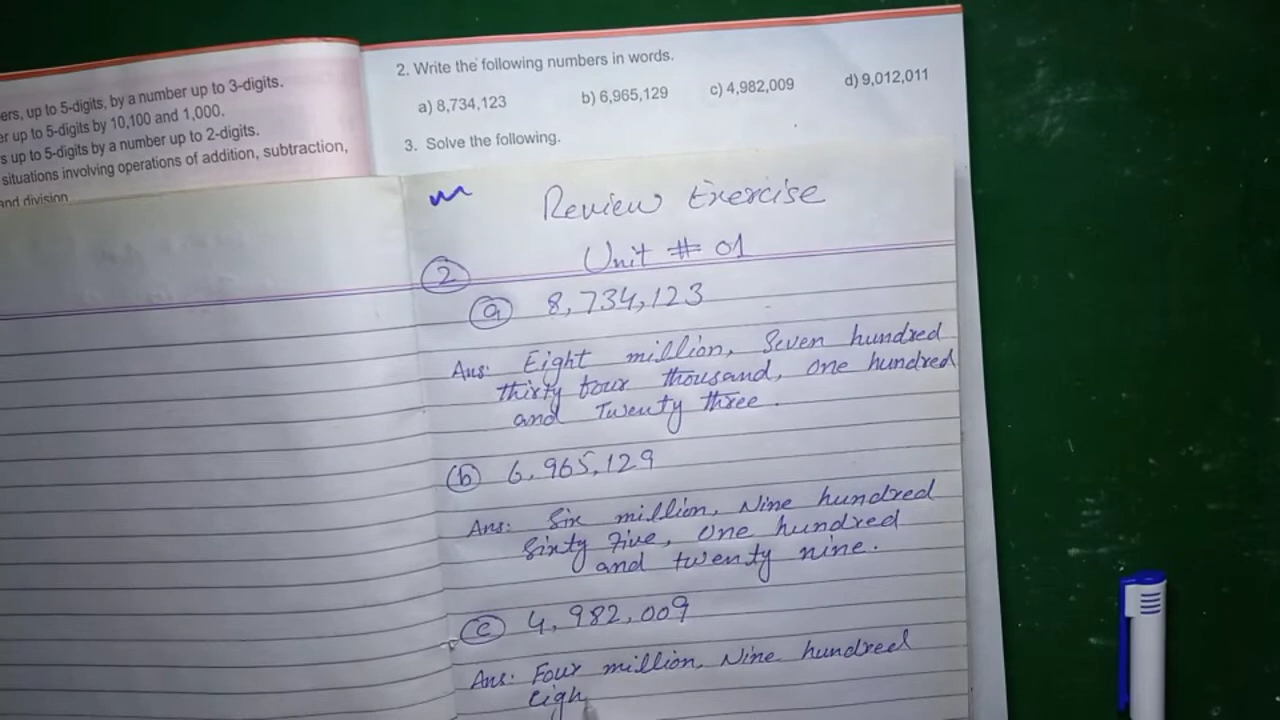 ers, up to 5-digits, by a number up to 3-digits.
er up to 5-digits by 10,100 and 1,000.
s up to 5-digits by a number up to 2-digits.
situations involving operations of addition, subtraction,
and division
2. Write the following numbers in words.
a) 8,734,123 b) 6,965,129 c) 4,982,009 d) 9,012,011
3. Solve the following.
Review Exercise
Unit # 01
2
a 8,734,123
Ans: Eight million, Seven hundred
thirty four thousand, One hundred
and Twenty three.
b 6,965,129
Ans: Six million, Nine hundred
Sixty Five, One hundred
and twenty nine.
c 4,982,009
Ans: Four million, Nine hundred
Eigh